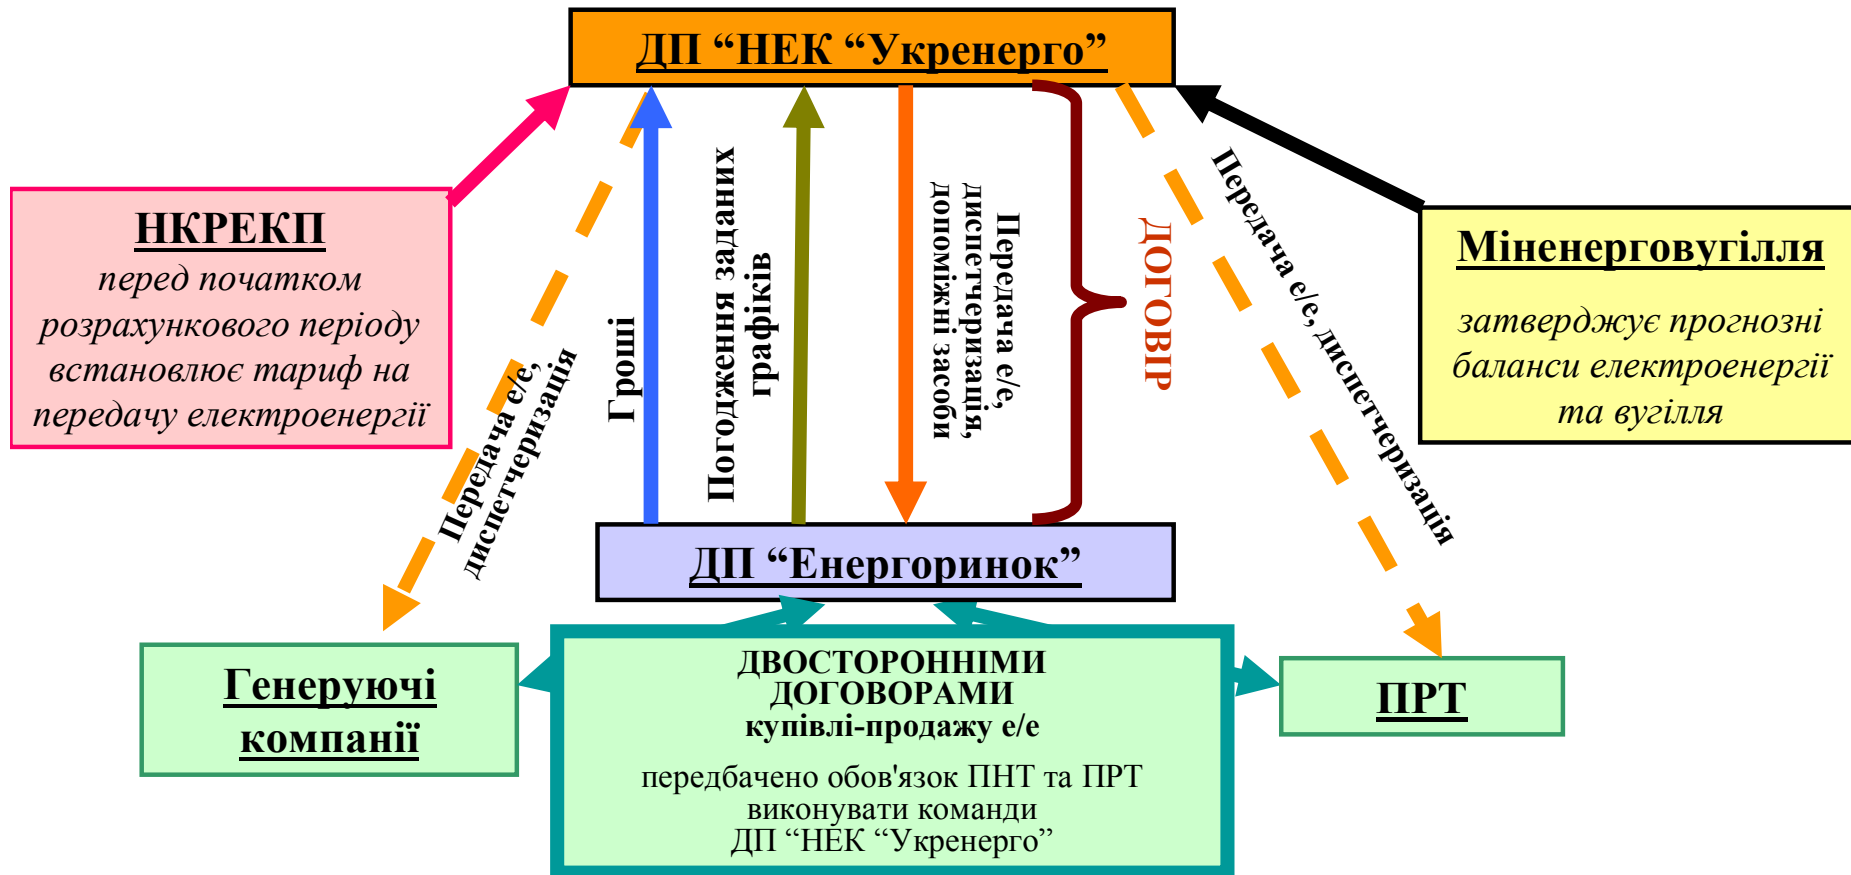 ДП “НЕК “Укренерго”
НКРЕКП
перед початком
розрахункового періоду
встановлює тариф на
передачу електроенергії
Передача е/е,
диспетчеризація
Гроші
Погодження заданих
графіків
Передача е/е,
диспетчеризація,
допоміжні засоби
ДОГОВІР
Передача е/е, диспетчеризація
Міненерговугілля
затверджує прогнозні
баланси електроенергії
та вугілля
ДП “Енергоринок”
Генеруючі
компанії
ДВОСТОРОННІМИ
ДОГОВОРАМИ
купівлі-продажу е/е
передбачено обов'язок ПНТ та ПРТ
виконувати команди
ДП “НЕК “Укренерго”
ПРТ